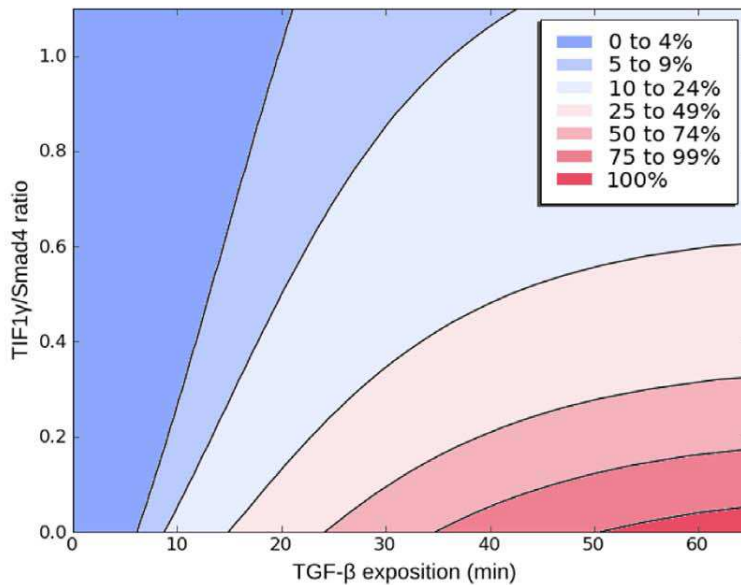 1.0
0.8
0.6
0.4
0.2
0.0
TIF1γ/Smad4 ratio
0 to 4%
5 to 9%
10 to 24%
25 to 49%
50 to 74%
75 to 99%
100%
0 10 20 30 40 50 60
TGF-β exposition (min)